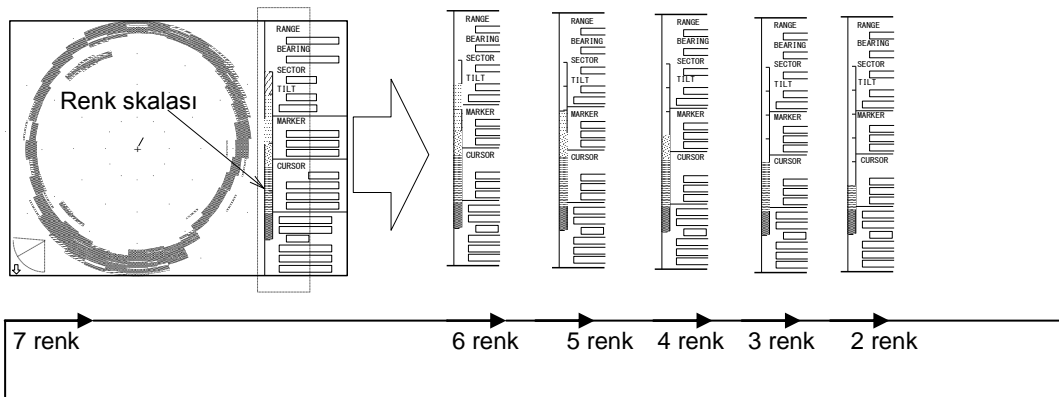 RANGE
BEARING
SECTOR
TILT
MARKER
CURSOR
Renk skalası
RANGE
BEARING
SECTOR
TILT
MARKER
CURSOR
RANGE
BEARING
SECTOR
TILT
MARKER
CURSOR
RANGE
BEARING
SECTOR
TILT
MARKER
CURSOR
RANGE
BEARING
SECTOR
TILT
MARKER
CURSOR
RANGE
BEARING
SECTOR
TILT
MARKER
CURSOR
7 renk
6 renk
5 renk
4 renk
3 renk
2 renk